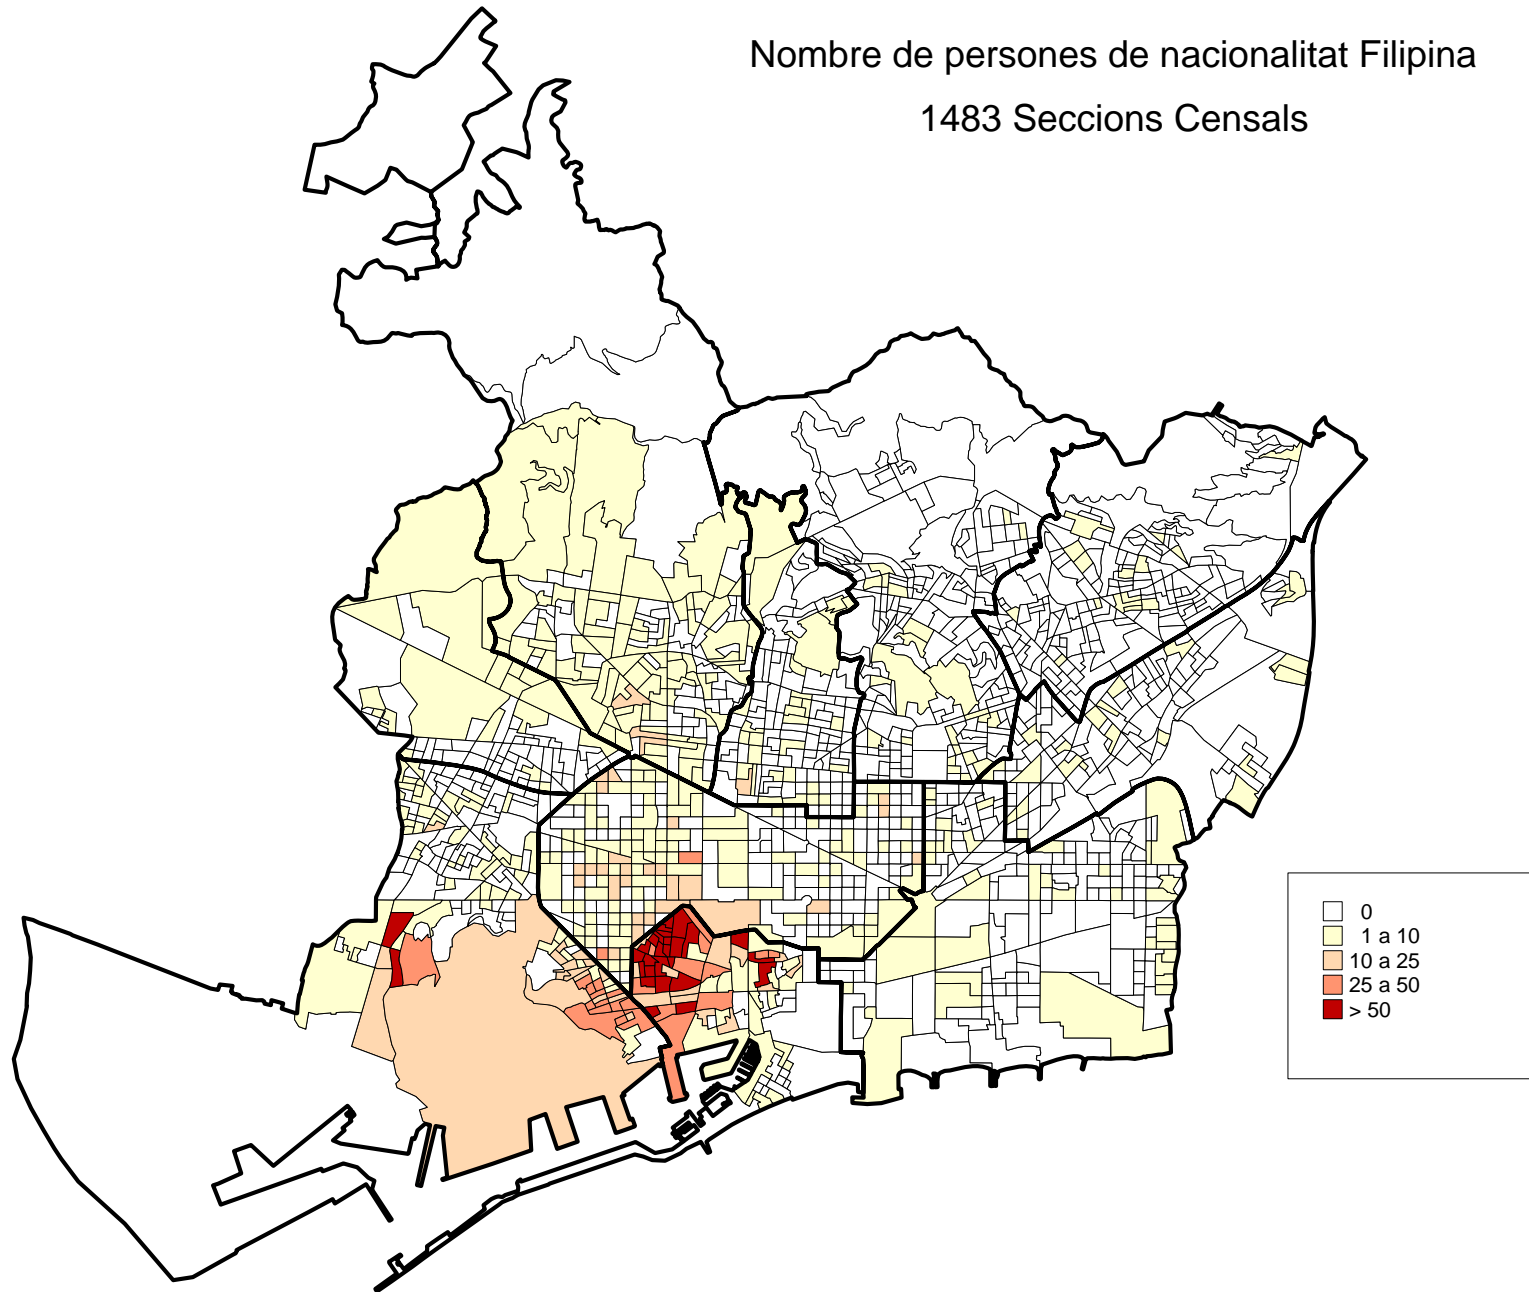 Nombre de persones de nacionalitat Filipina
1483 Seccions Censals
0
1 a 10
10 a 25
25 a 50
> 50